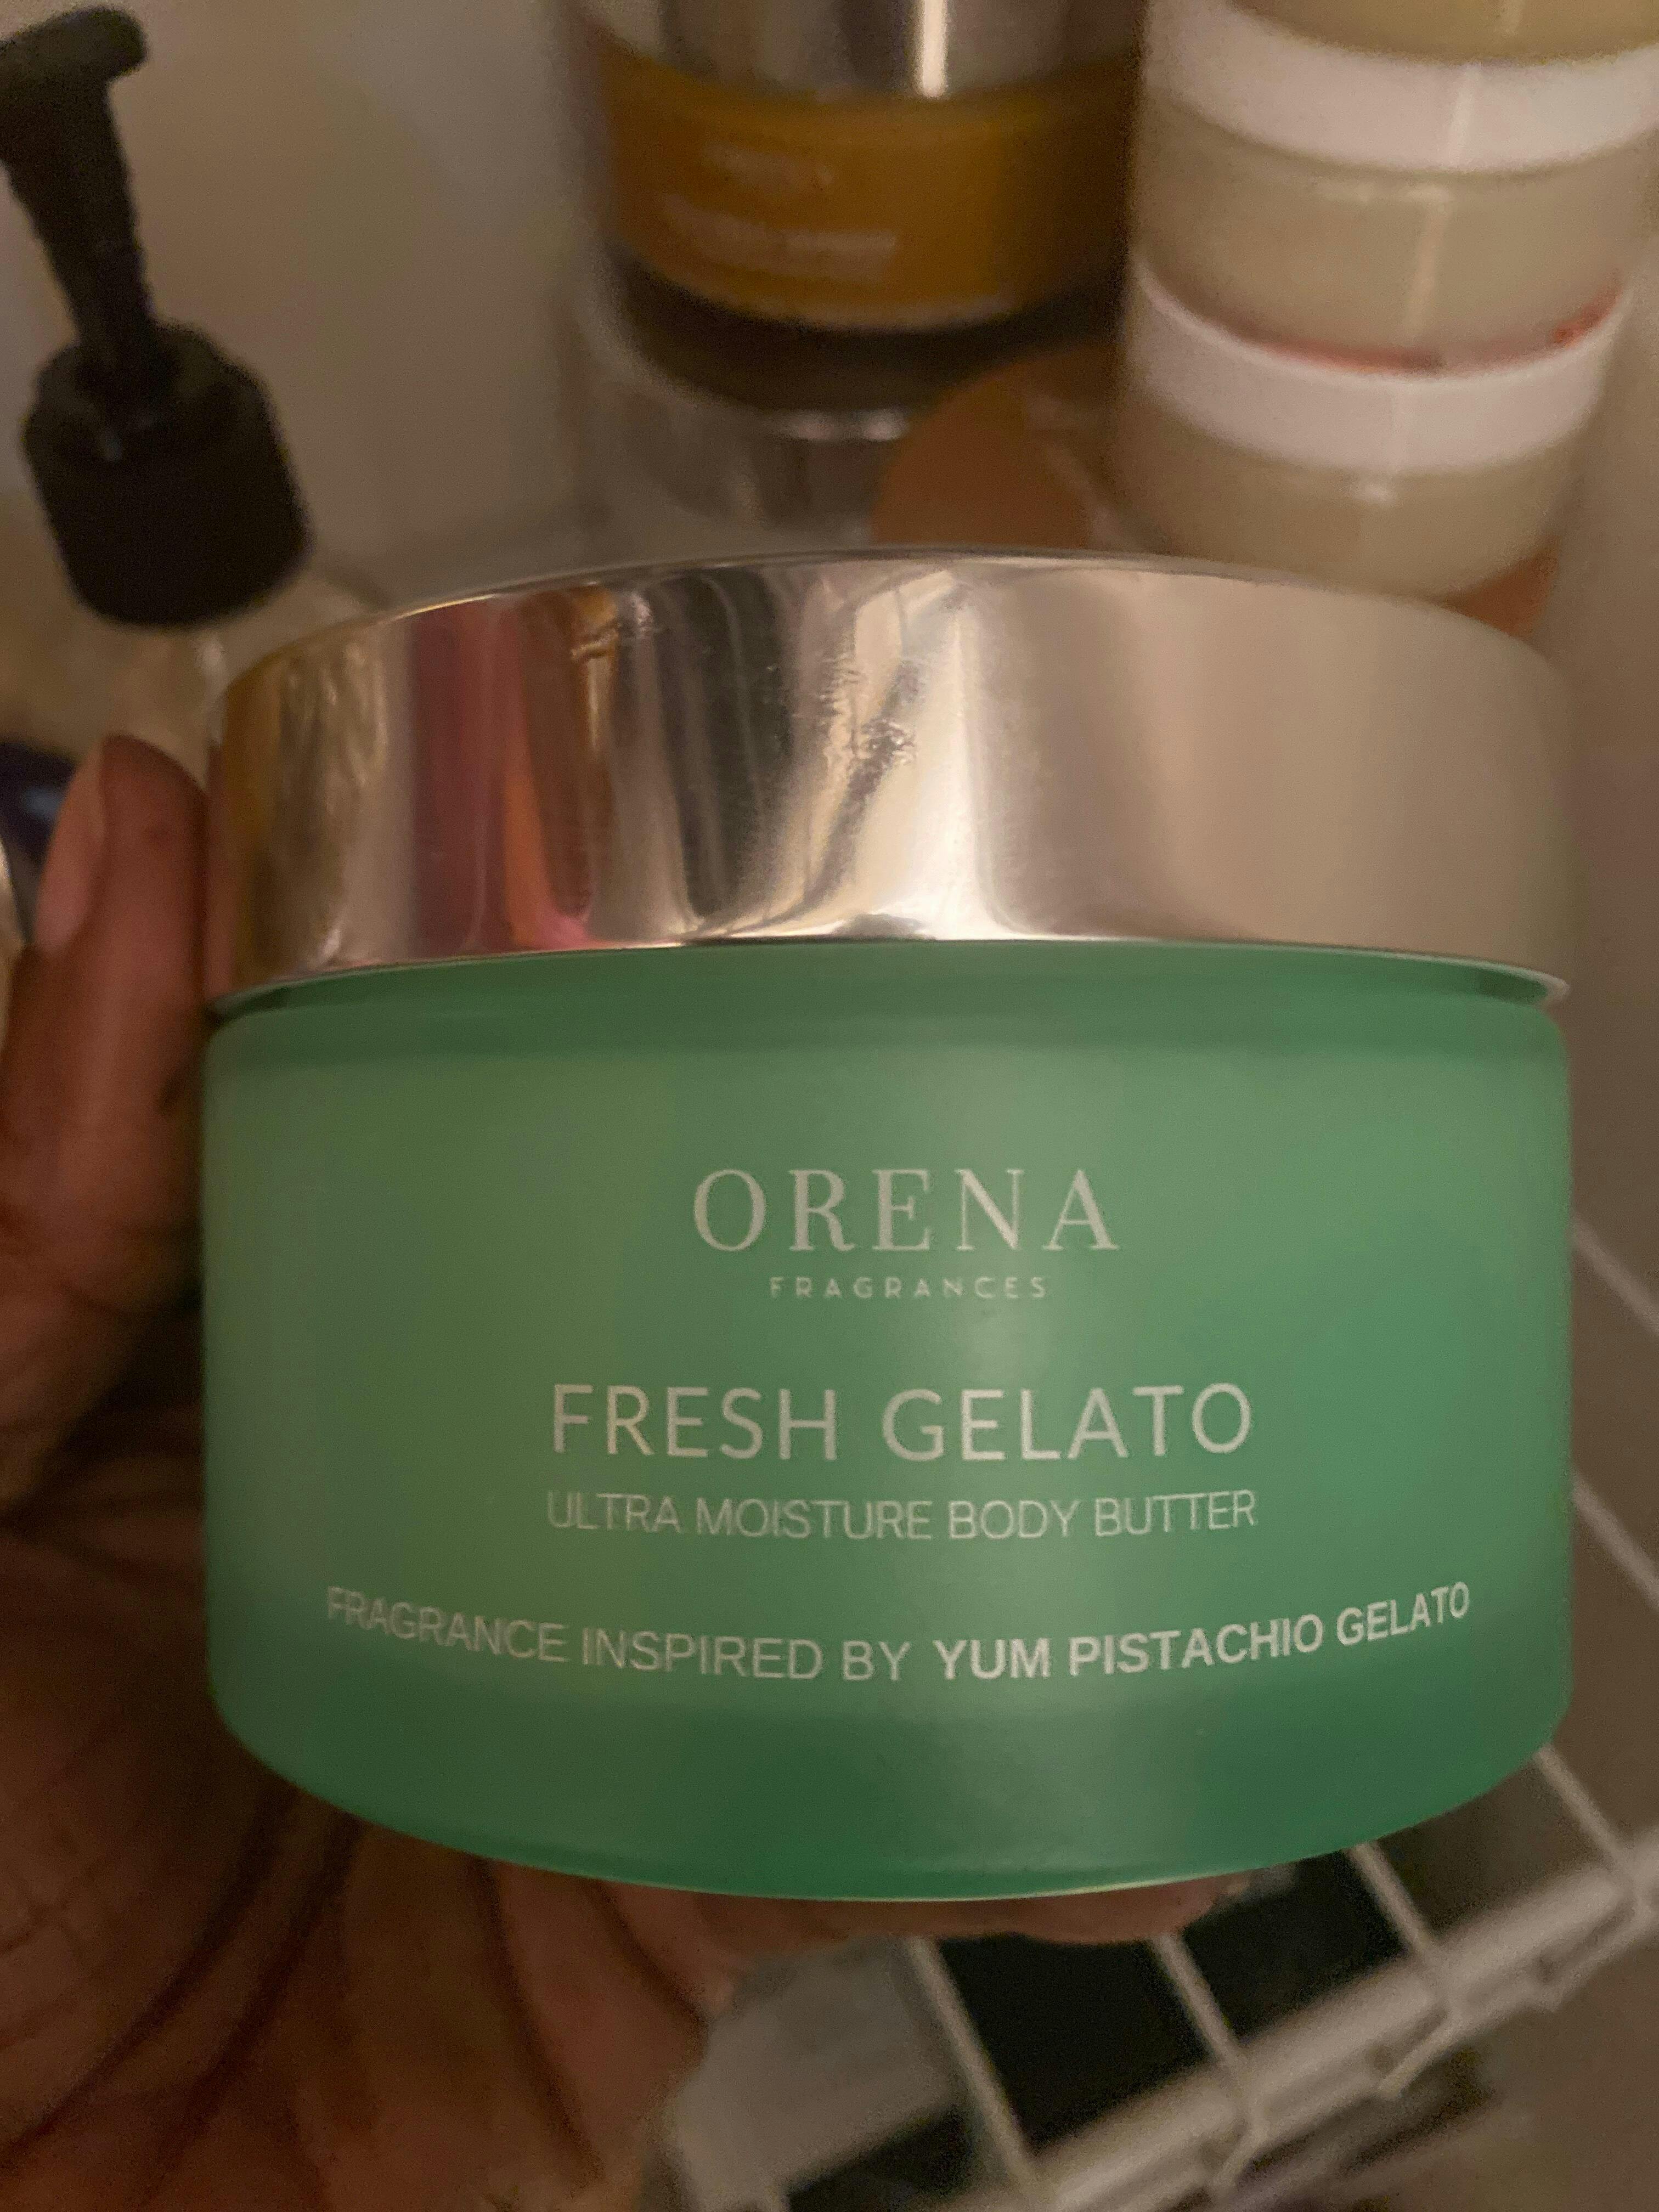 ORENA
FRAGRANCES
FRESH GELATO
ULTRA MOISTURE BODY BUTTER
FRAGRANCE INSPIRED BY YUM PISTACHIO GELATO